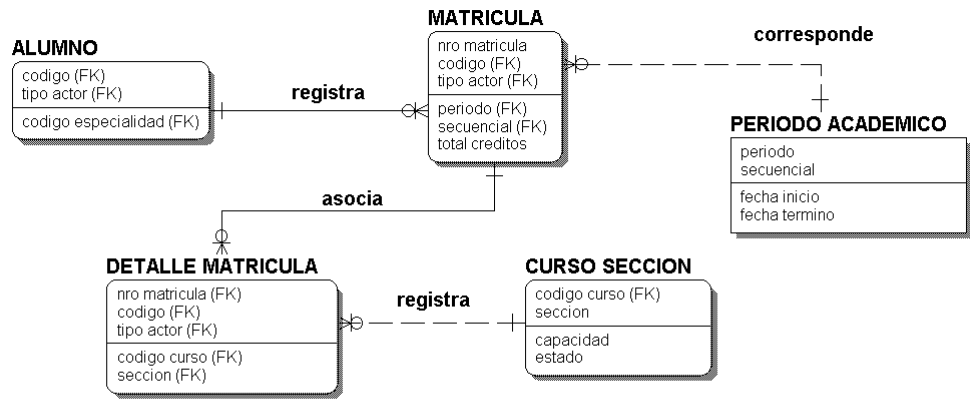 ALUMNO
codigo (FK)
tipo actor (FK)
codigo especialidad (FK)
registra
MATRICULA
nro matricula
codigo (FK)
tipo actor (FK)
periodo (FK)
secuencial (FK)
total creditos
corresponde
PERIODO ACADEMICO
periodo
secuencial
fecha inicio
fecha termino
asocia
DETALLE MATRICULA
nro matricula (FK)
codigo (FK)
tipo actor (FK)
codigo curso (FK)
seccion (FK)
registra
CURSO SECCION
codigo curso (FK)
seccion
capacidad
estado